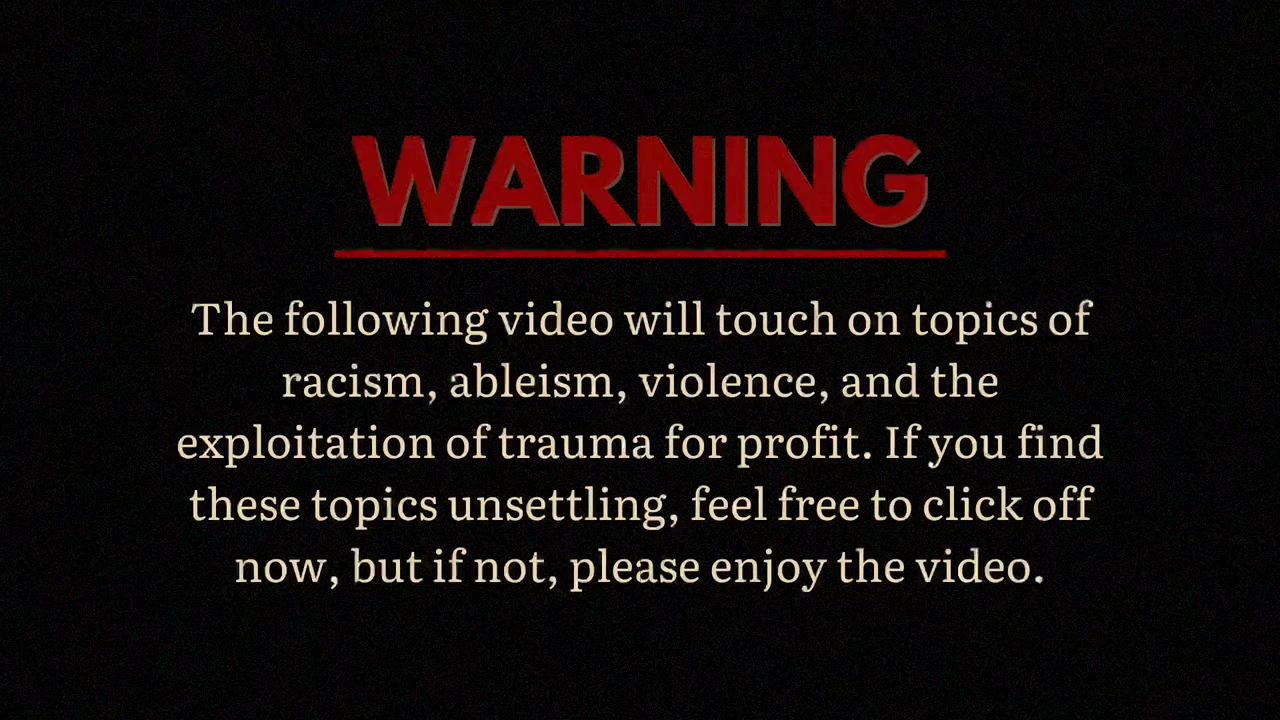 WARNING
The following video will touch on topics of
racism, ableism, violence, and the
exploitation of trauma for profit. If you find
these topics unsettling, feel free to click off
now, but if not, please enjoy the video.